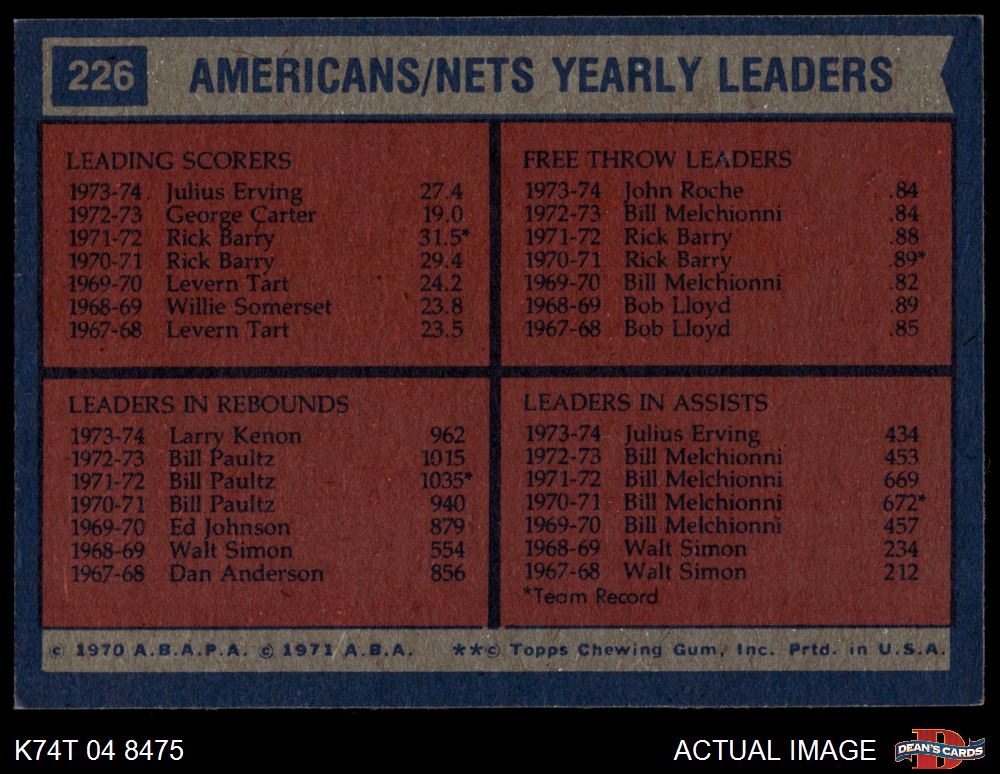 226 AMERICANS/NETS YEARLY LEADERS
LEADING SCORERS
1973-74 Julius Erving 27.4
1972-73 George Carter 19.0
1971-72 Rick Barry 31.5*
1970-71 Rick Barry 29.4
1969-70 Levern Tart 24.2
1968-69 Willie Somerset 23.8
1967-68 Levern Tart 23.5
FREE THROW LEADERS
1973-74 John Roche .84
1972-73 Bill Melchionni .84
1971-72 Rick Barry .88
1970-71 Rick Barry .89*
1969-70 Bill Melchionni .82
1968-69 Bob Lloyd .89
1967-68 Bob Lloyd .85
LEADERS IN REBOUNDS
1973-74 Larry Kenon 962
1972-73 Bill Paultz 1015
1971-72 Bill Paultz 1035*
1970-71 Bill Paultz 940
1969-70 Ed Johnson 879
1968-69 Walt Simon 554
1967-68 Dan Anderson 856
LEADERS IN ASSISTS
1973-74 Julius Erving 434
1972-73 Bill Melchionni 453
1971-72 Bill Melchionni 669
1970-71 Bill Melchionni 672*
1969-70 Bill Melchionni 457
1968-69 Walt Simon 234
1967-68 Walt Simon 212
*Team Record
© 1970 A.B.A.P.A. © 1971 A.B.A. **© Topps Chewing Gum, Inc. Prtd. in U.S.A.
K74T 04 8475
ACTUAL IMAGE
DEAN'S CARDS